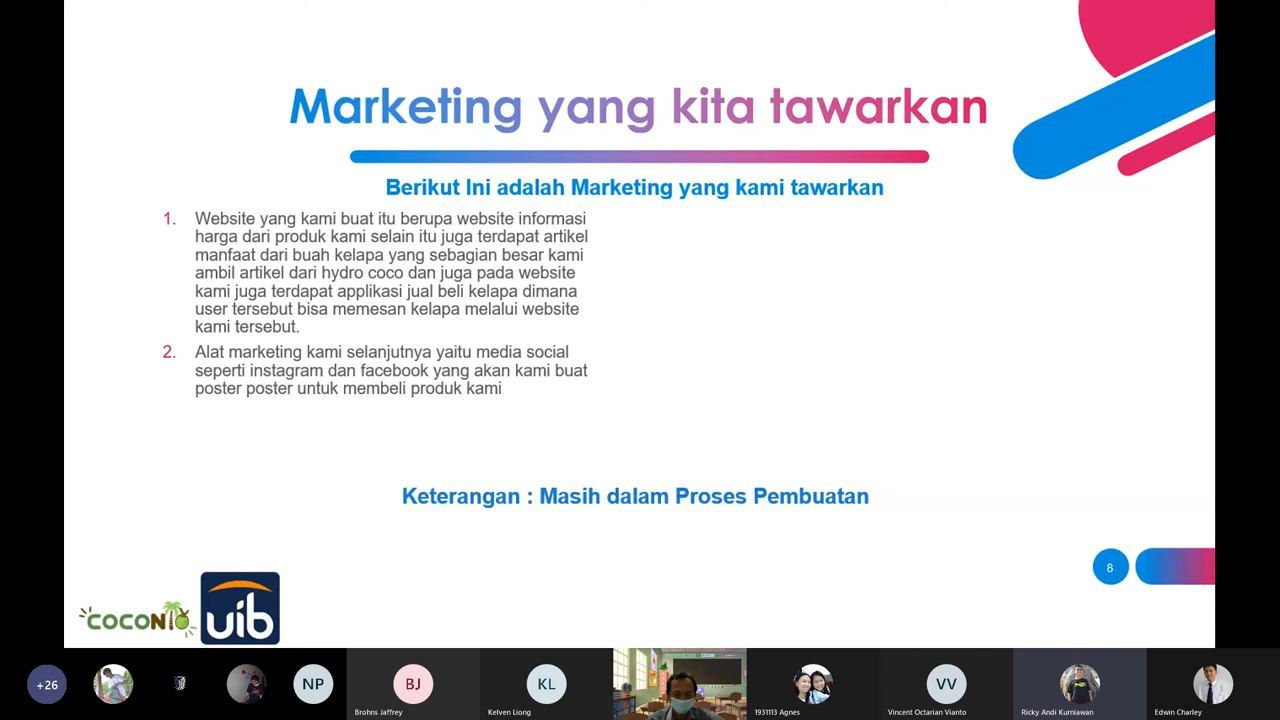 Marketing yang kita tawarkan
Berikut Ini adalah Marketing yang kami tawarkan
1. Website yang kami buat itu berupa website informasi
harga dari produk kami selain itu juga terdapat artikel
manfaat dari buah kelapa yang sebagian besar kami
ambil artikel dari hydro coco dan juga pada website
kami juga terdapat applikasi jual beli kelapa dimana
user tersebut bisa memesan kelapa melalui website
kami tersebut.
2. Alat marketing kami selanjutnya yaitu media social
seperti instagram dan facebook yang akan kami buat
poster poster untuk membeli produk kami
Keterangan : Masih dalam Proses Pembuatan
8
COCONIO
uib
+26
NP
BJ
KL
VV
Brohns Jaffrey
Kelven Liong
1931113 Agnes
Vincent Octarian Vianto
Ricky Andi Kurniawan
Edwin Charley